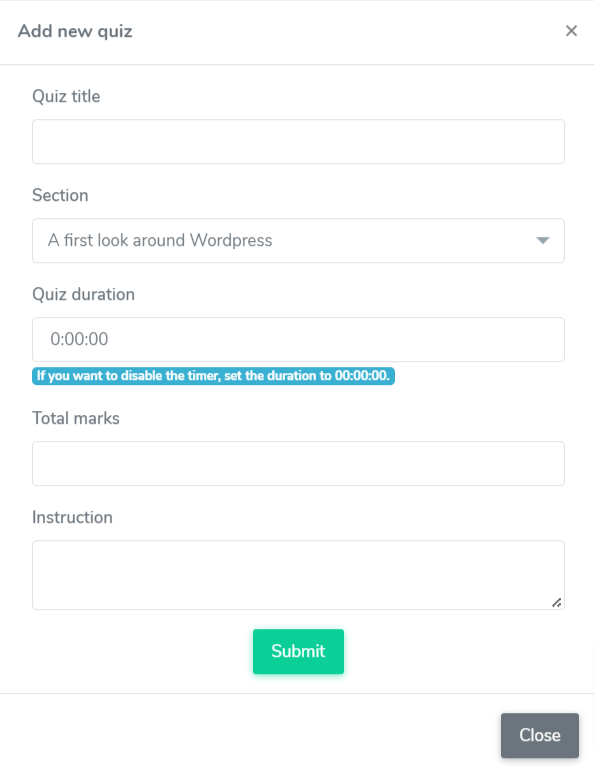 Add new quiz ×
Quiz title
Section
A first look around Wordpress
Quiz duration
0:00:00
If you want to disable the timer, set the duration to 00:00:00.
Total marks
Instruction
Submit
Close